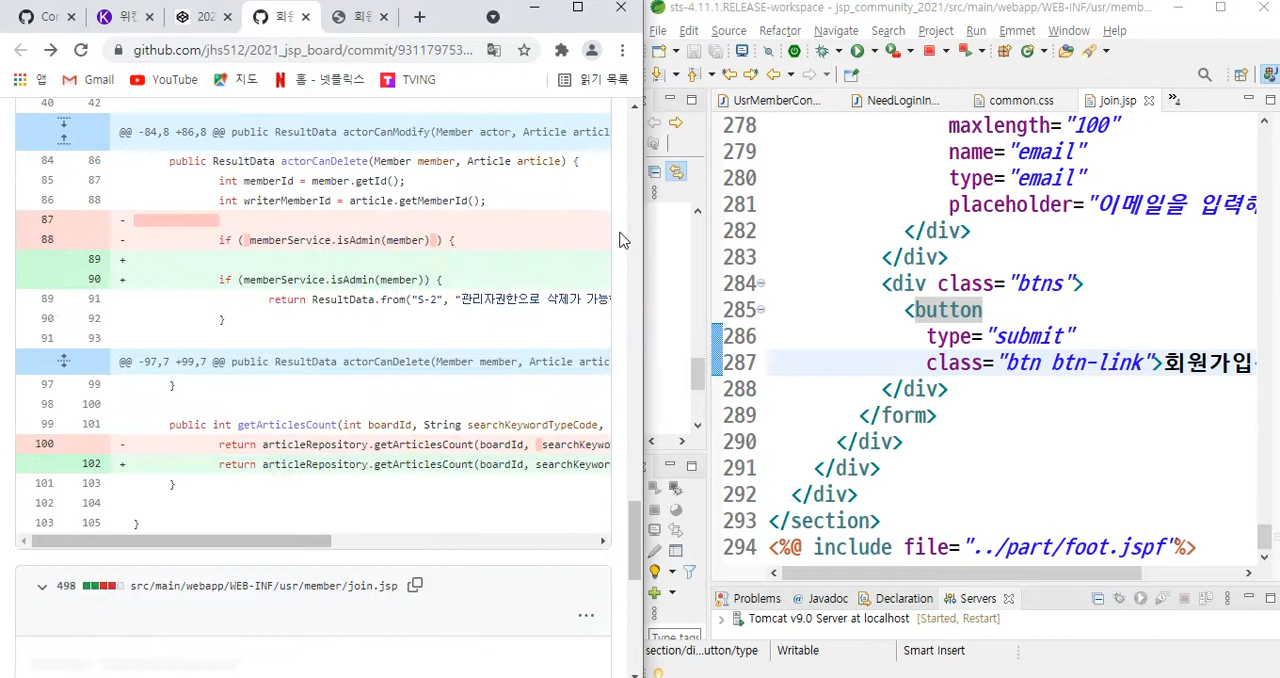 Cor
위킨
202
회원
회원
github.com/jhs512/2021_jsp_board/commit/931179753...
앱 Gmail YouTube 지도 홈 - 넷플릭스 TVING 읽기 목록
40 42
@@ -84,8 +86,8 @@ public ResultData actorCanModify(Member actor, Article articl
84 86 public ResultData actorCanDelete(Member member, Article article) {
85 87 int memberId = member.getId();
86 88 int writerMemberId = article.getMemberId();
87 -
88 - if ( memberService.isAdmin(member) ) {
89 +
90 + if (memberService.isAdmin(member)) {
89 91 return ResultData.from("S-2", "관리자권한으로 삭제가 가능
90 92 }
91 93
@@ -97,7 +99,7 @@ public ResultData actorCanDelete(Member member, Article artic
97 99 }
98 100
99 101 public int getArticlesCount(int boardId, String searchKeywordTypeCode,
100 - return articleRepository.getArticlesCount(boardId, searchKeywo
102 + return articleRepository.getArticlesCount(boardId, searchKeywo
101 103 }
102 104
103 105 }
498 src/main/webapp/WEB-INF/usr/member/join.jsp
sts-4.11.1.RELEASE-workspace - jsp_community_2021/src/main/webapp/WEB-INF/usr/memb...
File Edit Source Refactor Navigate Search Project Run Emmet Window Help
UsrMemberCon... NeedLoginIn... common.css join.jsp
278 maxlength="100"
279 name="email"
280 type="email"
281 placeholder="이메일을 입력하
282 </div>
283 </div>
284 <div class="btns">
285 <button
286 type="submit"
287 class="btn btn-link">회원가입
288 </div>
289 </form>
290 </div>
291 </div>
292 </div>
293 </section>
294 <%@ include file="../part/foot.jspf"%>
Problems @ Javadoc Declaration Servers
Tomcat v9.0 Server at localhost [Started, Restart]
Type tags
section/di...utton/type Writable Smart Insert